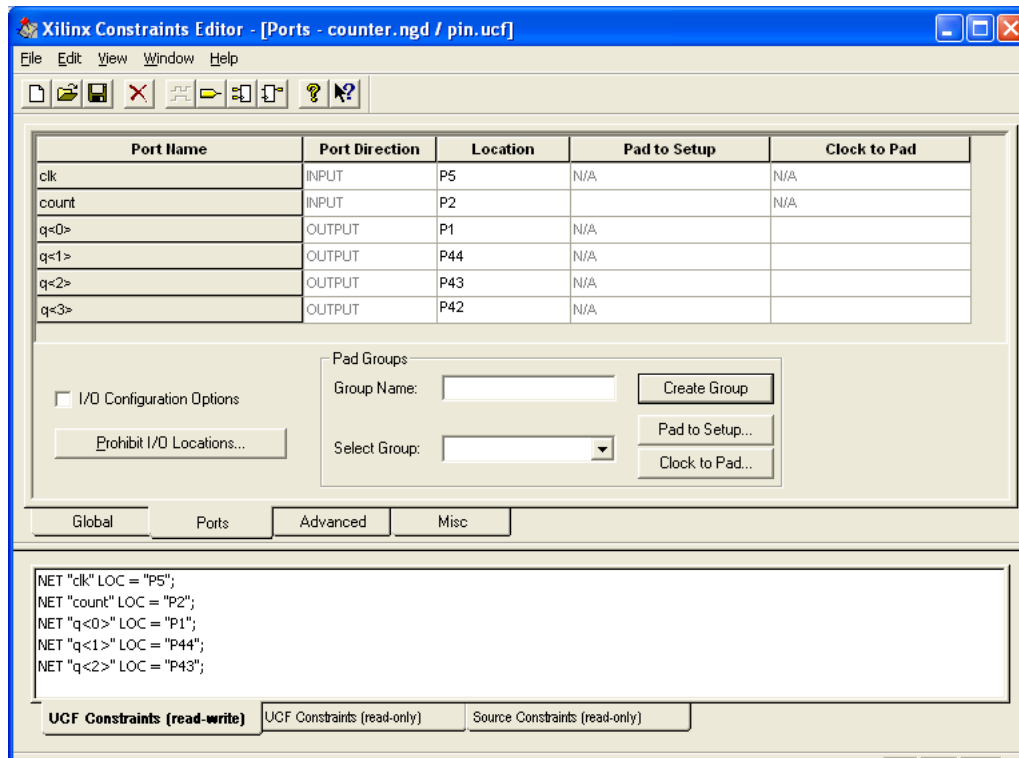 Xilinx Constraints Editor - [Ports - counter.ngd / pin.ucf]
File Edit View Window Help
Port Name Port Direction Location Pad to Setup Clock to Pad
clk INPUT P5 N/A N/A
count INPUT P2 N/A
q<0> OUTPUT P1 N/A
q<1> OUTPUT P44 N/A
q<2> OUTPUT P43 N/A
q<3> OUTPUT P42 N/A
Pad Groups
I/O Configuration Options
Prohibit I/O Locations...
Group Name:
Create Group
Select Group:
Pad to Setup...
Clock to Pad...
Global Ports Advanced Misc
NET "clk" LOC = "P5";
NET "count" LOC = "P2";
NET "q<0>" LOC = "P1";
NET "q<1>" LOC = "P44";
NET "q<2>" LOC = "P43";
UCF Constraints (read-write) UCF Constraints (read-only) Source Constraints (read-only)